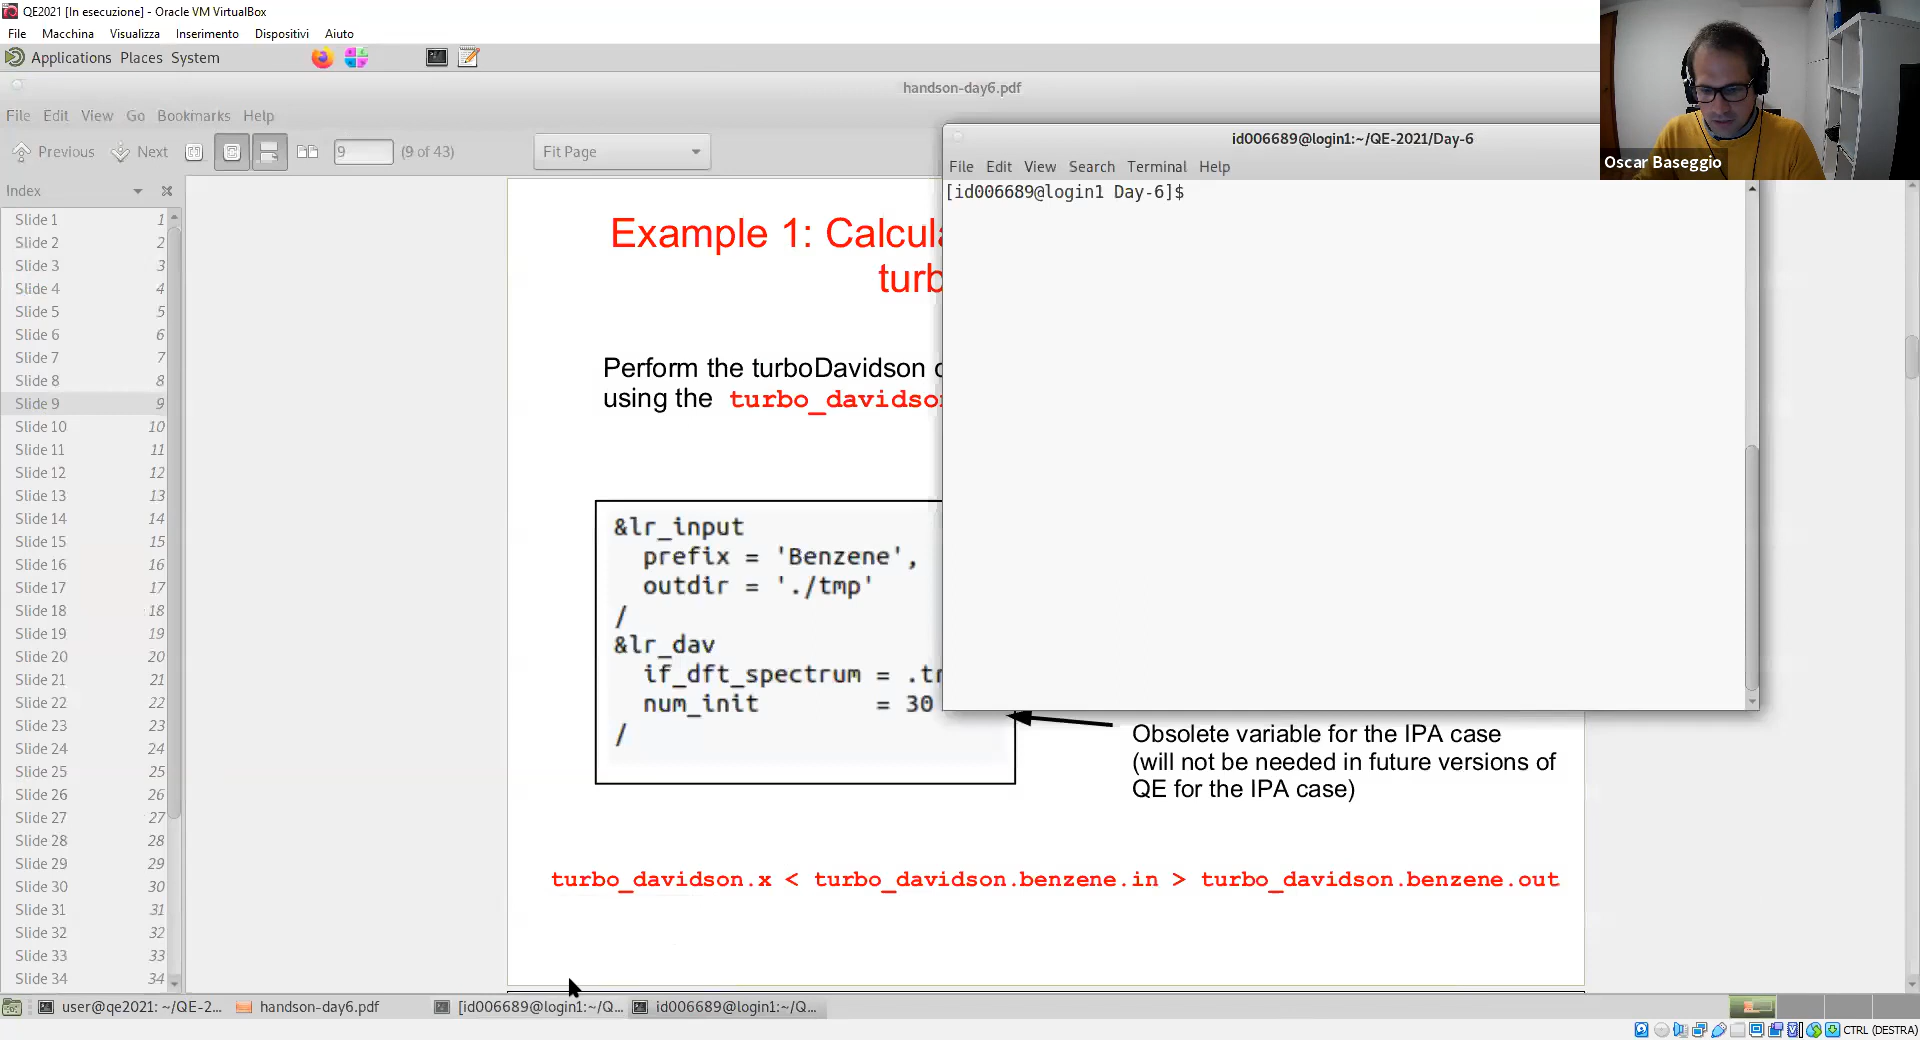 QE2021 [In esecuzione] - Oracle VM VirtualBox
File Macchina Visualizza Inserimento Dispositivi Aiuto
Applications Places System
handson-day6.pdf
File Edit View Go Bookmarks Help
Previous Next 9 (9 of 43) Fit Page
Index
Slide 1 1
Slide 2 2
Slide 3 3
Slide 4 4
Slide 5 5
Slide 6 6
Slide 7 7
Slide 8 8
Slide 9 9
Slide 10 10
Slide 11 11
Slide 12 12
Slide 13 13
Slide 14 14
Slide 15 15
Slide 16 16
Slide 17 17
Slide 18 18
Slide 19 19
Slide 20 20
Slide 21 21
Slide 22 22
Slide 23 23
Slide 24 24
Slide 25 25
Slide 26 26
Slide 27 27
Slide 28 28
Slide 29 29
Slide 30 30
Slide 31 31
Slide 32 32
Slide 33 33
Slide 34 34
Example 1: Calcula
turb
Perform the turboDavidson c
using the turbo_davidson
&lr_input
prefix = 'Benzene',
outdir = './tmp'
/
&lr_dav
if_dft_spectrum = .tr
num_init = 30
/
Obsolete variable for the IPA case
(will not be needed in future versions of
QE for the IPA case)
turbo_davidson.x < turbo_davidson.benzene.in > turbo_davidson.benzene.out
id006689@login1:~/QE-2021/Day-6
File Edit View Search Terminal Help
[id006689@login1 Day-6]$
Oscar Baseggio
user@qe2021: ~/QE-2... handson-day6.pdf [id006689@login1:~/Q... id006689@login1:~/Q...
CTRL (DESTRA)